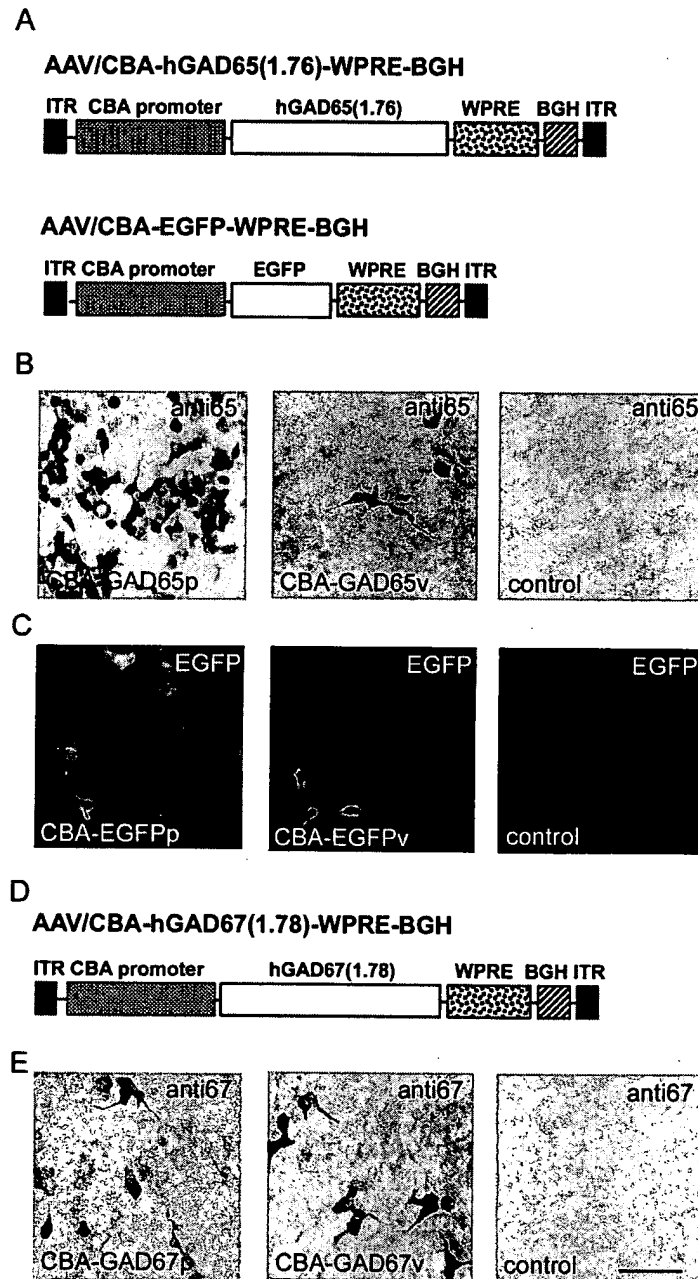 A
AAV/CBA-hGAD65(1.76)-WPRE-BGH
ITR CBA promoter hGAD65(1.76) WPRE BGH ITR
AAV/CBA-EGFP-WPRE-BGH
ITR CBA promoter EGFP WPRE BGH ITR
B
anti65 anti65 anti65
CBA-GAD65p CBA-GAD65v control
C
EGFP EGFP EGFP
CBA-EGFPp CBA-EGFPv control
D
AAV/CBA-hGAD67(1.78)-WPRE-BGH
ITR CBA promoter hGAD67(1.78) WPRE BGH ITR
E
anti67 anti67 anti67
CBA-GAD67p CBA-GAD67v control